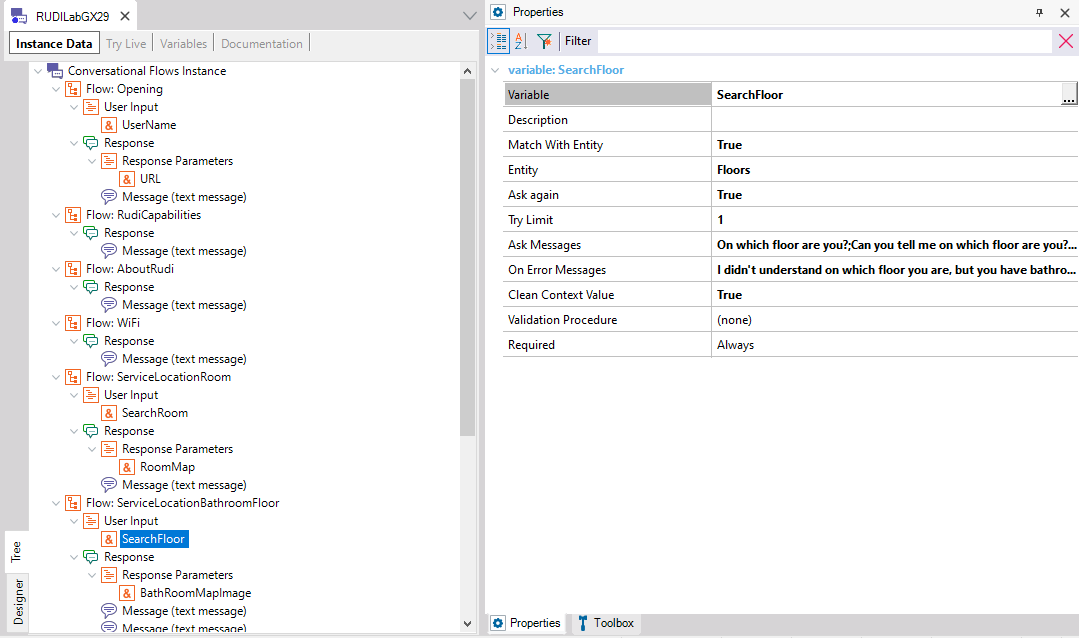 RUDILabGX29
Instance Data Try Live Variables Documentation
Conversational Flows Instance
Flow: Opening
User Input
& UserName
Response
Response Parameters
& URL
Message (text message)
Flow: RudiCapabilities
Response
Message (text message)
Flow: AboutRudi
Response
Message (text message)
Flow: WiFi
Response
Message (text message)
Flow: ServiceLocationRoom
User Input
& SearchRoom
Response
Response Parameters
& RoomMap
Message (text message)
Flow: ServiceLocationBathroomFloor
User Input
& SearchFloor
Response
Response Parameters
& BathRoomMapImage
Message (text message)
Message (text message)
Tree
Designer
Properties
Filter
variable: SearchFloor
Variable SearchFloor ...
Description
Match With Entity True
Entity Floors
Ask again True
Try Limit 1
Ask Messages On which floor are you?;Can you tell me on which floor are you?...
On Error Messages I didn't understand on which floor you are, but you have bathro...
Clean Context Value True
Validation Procedure (none)
Required Always
Properties Toolbox